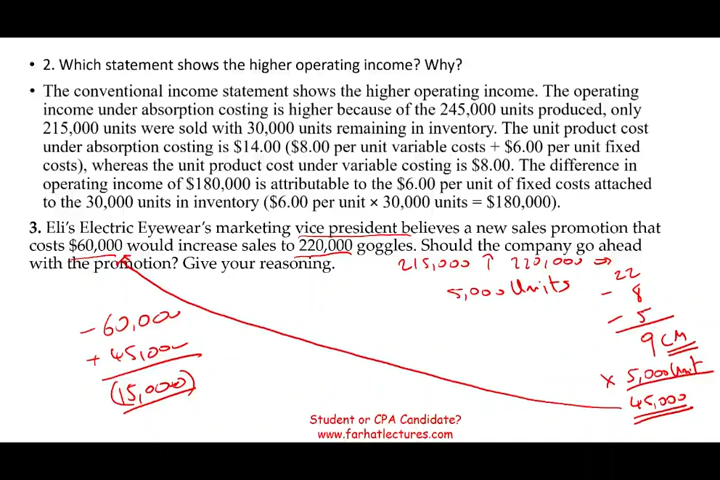 • 2. Which statement shows the higher operating income? Why?
• The conventional income statement shows the higher operating income. The operating
income under absorption costing is higher because of the 245,000 units produced, only
215,000 units were sold with 30,000 units remaining in inventory. The unit product cost
under absorption costing is $14.00 ($8.00 per unit variable costs + $6.00 per unit fixed
costs), whereas the unit product cost under variable costing is $8.00. The difference in
operating income of $180,000 is attributable to the $6.00 per unit of fixed costs attached
to the 30,000 units in inventory ($6.00 per unit × 30,000 units = $180,000).
3. Eli's Electric Eyewear's marketing vice president believes a new sales promotion that
costs $60,000 would increase sales to 220,000 goggles. Should the company go ahead
with the promotion? Give your reasoning.
215,000 ↑ 220,000 ⇒
5,000 Units
22
- 8
- 5
9 CM
× 5,000 Unit
45,000
- 60,000
+ 45,000
(15,000)
Student or CPA Candidate?
www.farhatlectures.com